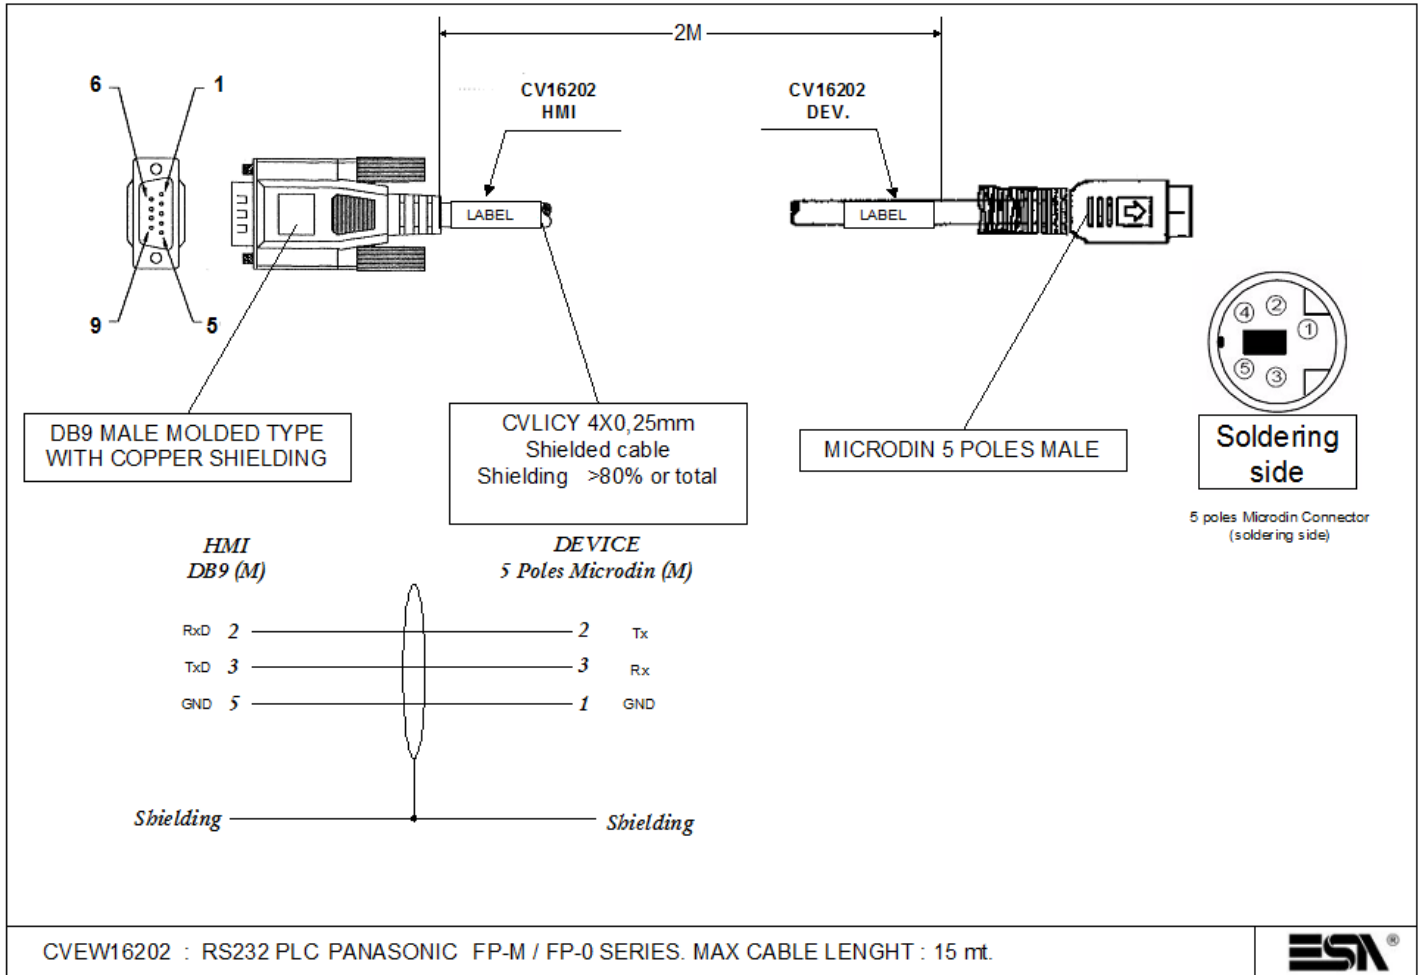 2M
6
1
CV16202
HMI
CV16202
DEV.
LABEL
LABEL
9
5
4
2
1
5
3
DB9 MALE MOLDED TYPE
WITH COPPER SHIELDING
CVLICY 4X0,25mm
Shielded cable
Shielding >80% or total
MICRODIN 5 POLES MALE
Soldering
side
5 poles Microdin Connector
(soldering side)
HMI
DB9 (M)
DEVICE
5 Poles Microdin (M)
RxD 2 2 Tx
TxD 3 3 Rx
GND 5 1 GND
Shielding Shielding
CVEW16202 : RS232 PLC PANASONIC FP-M / FP-0 SERIES. MAX CABLE LENGHT : 15 mt.
ESA ®